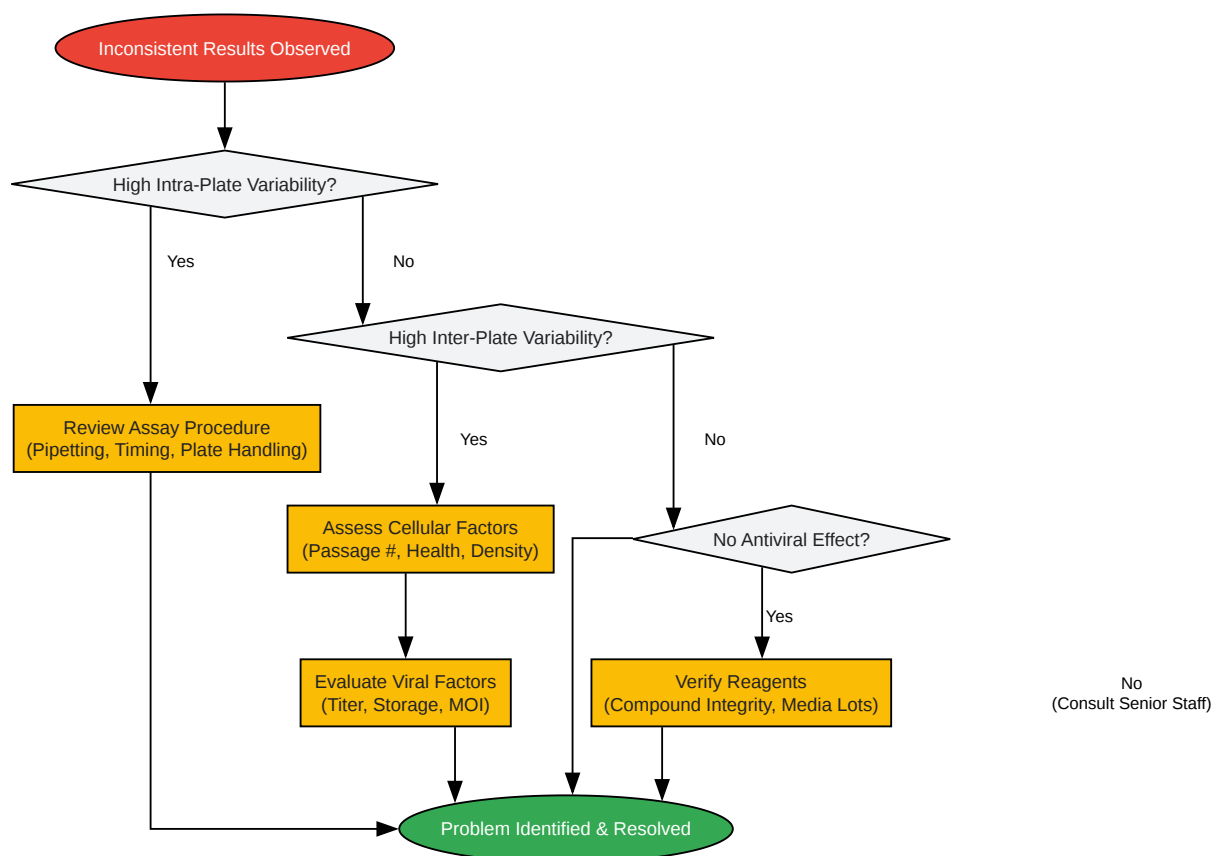 Inconsistent Results Observed
High Intra-Plate Variability?
Yes
No
High Inter-Plate Variability?
Review Assay Procedure
(Pipetting, Timing, Plate Handling)
Yes
No
Assess Cellular Factors
(Passage #, Health, Density)
No Antiviral Effect?
Yes
Evaluate Viral Factors
(Titer, Storage, MOI)
Verify Reagents
(Compound Integrity, Media Lots)
No
(Consult Senior Staff)
Problem Identified & Resolved